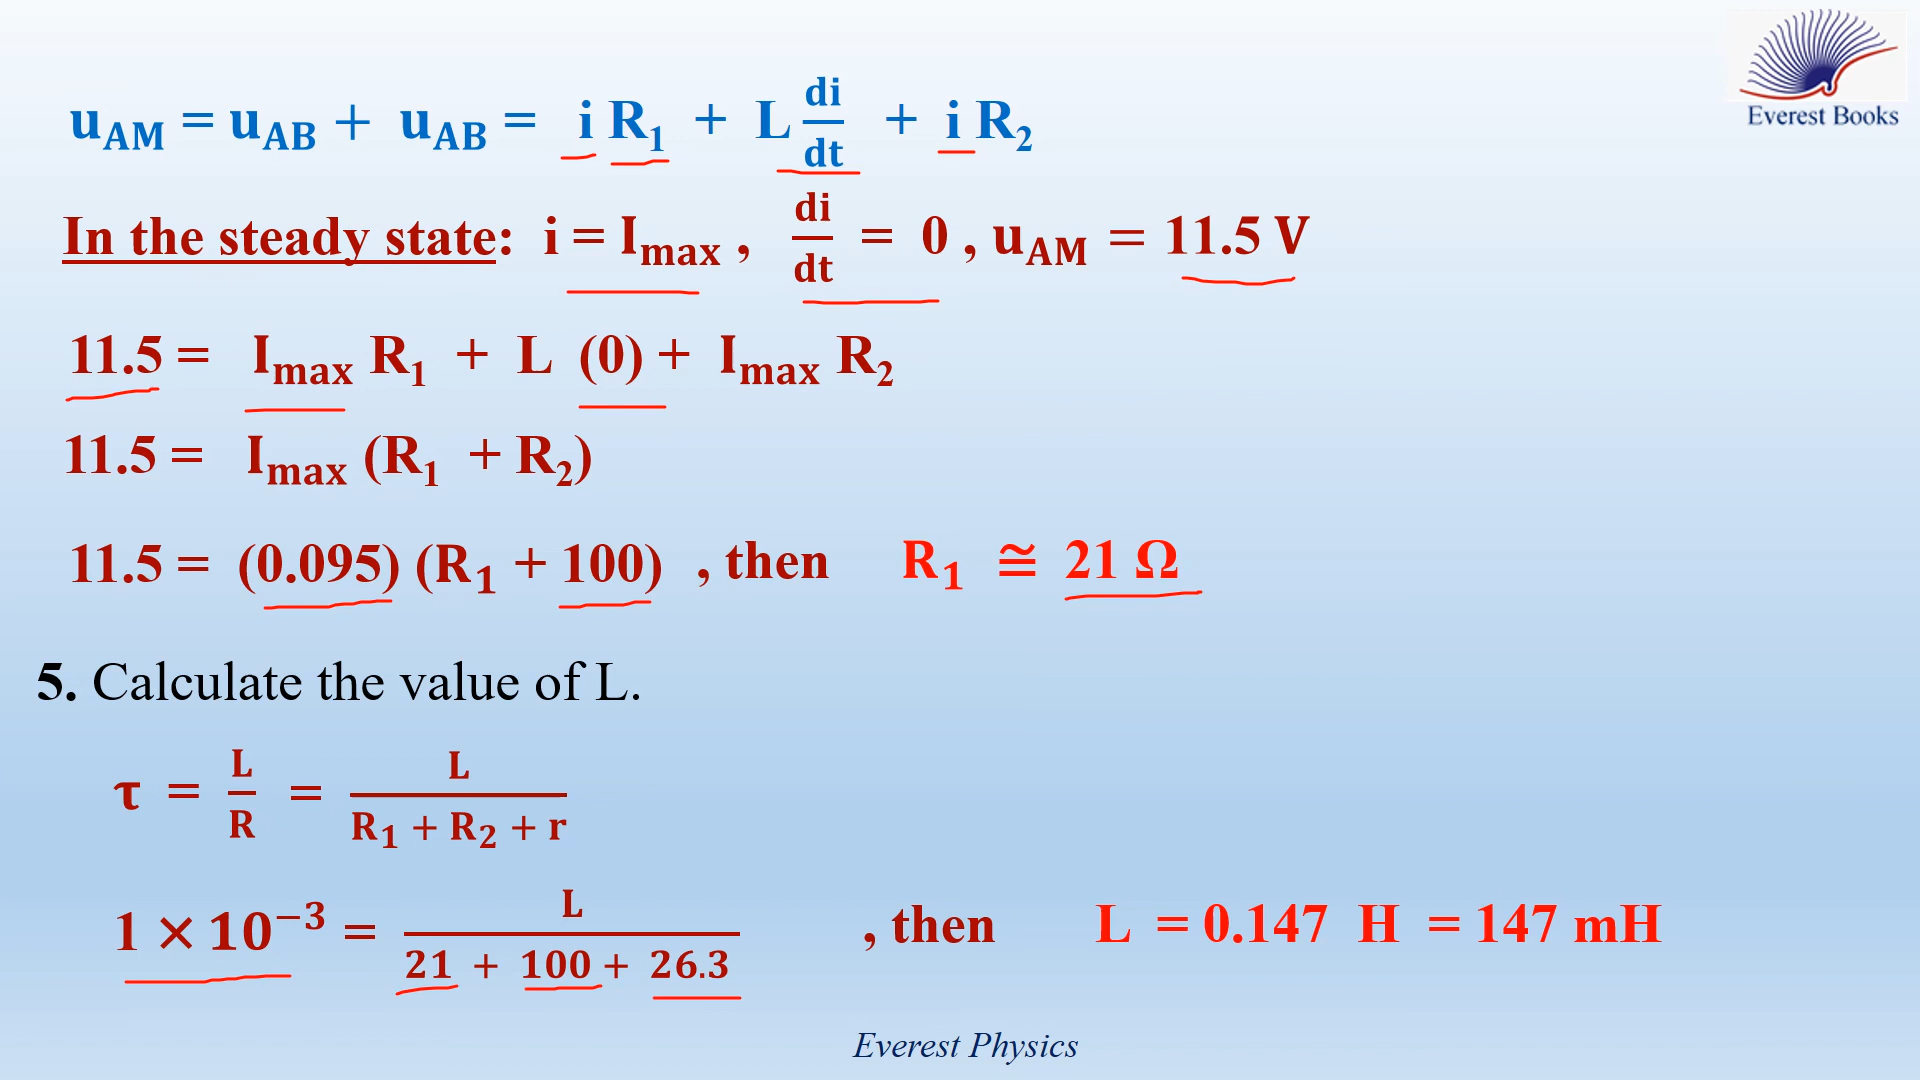 Everest Books
u_AM = u_AB + u_AB = i R₁ + L di/dt + i R₂
In the steady state: i = I_max , di/dt = 0 , u_AM = 11.5 V
11.5 = I_max R₁ + L (0) + I_max R₂
11.5 = I_max (R₁ + R₂)
11.5 = (0.095) (R₁ + 100) , then R₁ ≅ 21 Ω
5. Calculate the value of L.
τ = L/R = L/(R₁ + R₂ + r)
1 × 10⁻³ = L/(21 + 100 + 26.3) , then L = 0.147 H = 147 mH
Everest Physics